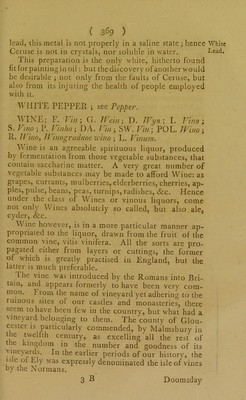 ( 369 )
lead, this metal is not properly in a saline state; hence White
Ceruse is not in crystals, nor soluble in water. Lead.
This preparation is the only white, hitherto found
fit for painting in oil: but the discovery of another would
be desirable; not only from the faults of Ceruse, but
also from its injuring the health of people employed
with it.
WHITE PEPPER; see Pepper.
WINE; F. Vin; G. Wein; D. Wyn; I. Vino;
S. Vino; P. Vinho; DA. Vin; SW. Vin; POL. Wino;
R. Wino, Winogradnoe wino; L. Vinum.
Wine is an agreeable spirituous liquor, produced
by fermentation from those vegetable substances, that
contain saccharine matter. A very great number of
vegetable substances may be made to afford Wine: as
grapes, currants, mulberries, elderberries, cherries, ap-
ples, pulse, beans, peas, turnips, radishes, &c. Hence
under the class of Wines or vinous liquors, come
not only Wines absolutely so called, but also ale,
cyder, &c.
Wine however, is in a more particular manner ap-
propriated to the liquor, drawn from the fruit of the
common vine, vitis vinifera. All the sorts are pro-
pagated either from layers or cuttings, the former
of which is greatly practised in England, but the
latter is much preferable.
The vine was introduced by the Romans into Bri-
tain, and appears formerly to have been very com-
mon. From the name of vineyard yet adhering to the
ruinous sites of our castles and monasteries, there
seem to have been few in the country, but what had a
vineyard belonging to them. The county of Glou-
cester is particularly commended, by Malmsbury in
the twelfth century, as excelling all the rest of
the kingdom in the number and goodness of its
vineyards. In the earlier periods of our history, the
isle of Ely was expressly denominated the isle of vines
by the Normans.
3 B Doomsday